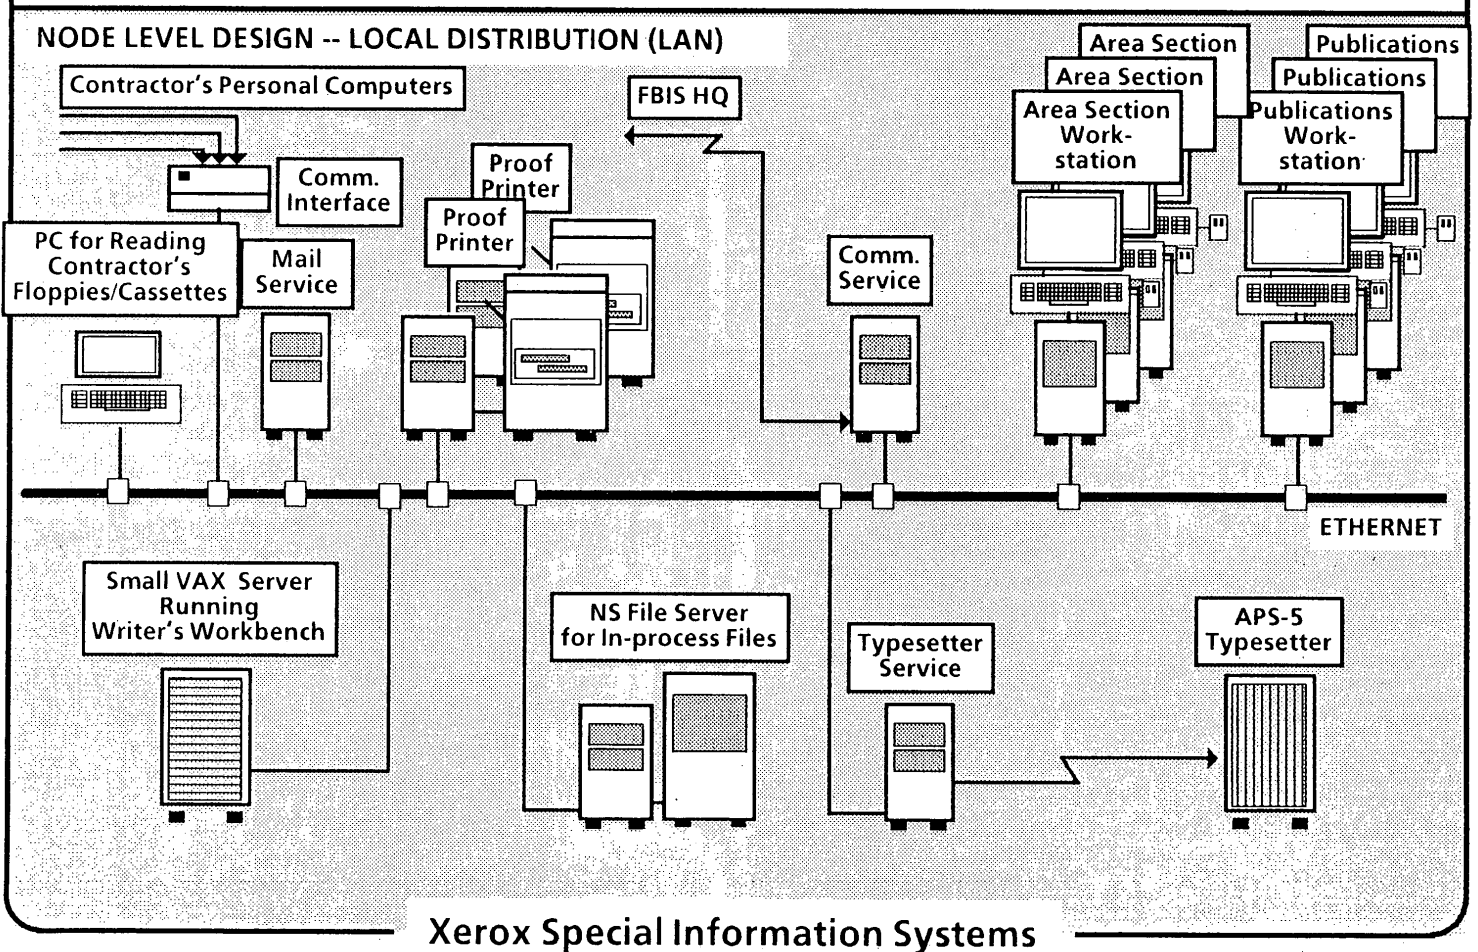 NODE LEVEL DESIGN -- LOCAL DISTRIBUTION (LAN)
Contractor's Personal Computers
FBIS HQ
Area Section
Area Section
Area Section
Work-
station
Publications
Publications
Publications
Work-
station
Comm.
Interface
Proof
Printer
Proof
Printer
PC for Reading
Contractor's
Floppies/Cassettes
Mail
Service
Comm.
Service
ETHERNET
Small VAX Server
Running
Writer's Workbench
NS File Server
for In-process Files
Typesetter
Service
APS-5
Typesetter
Xerox Special Information Systems